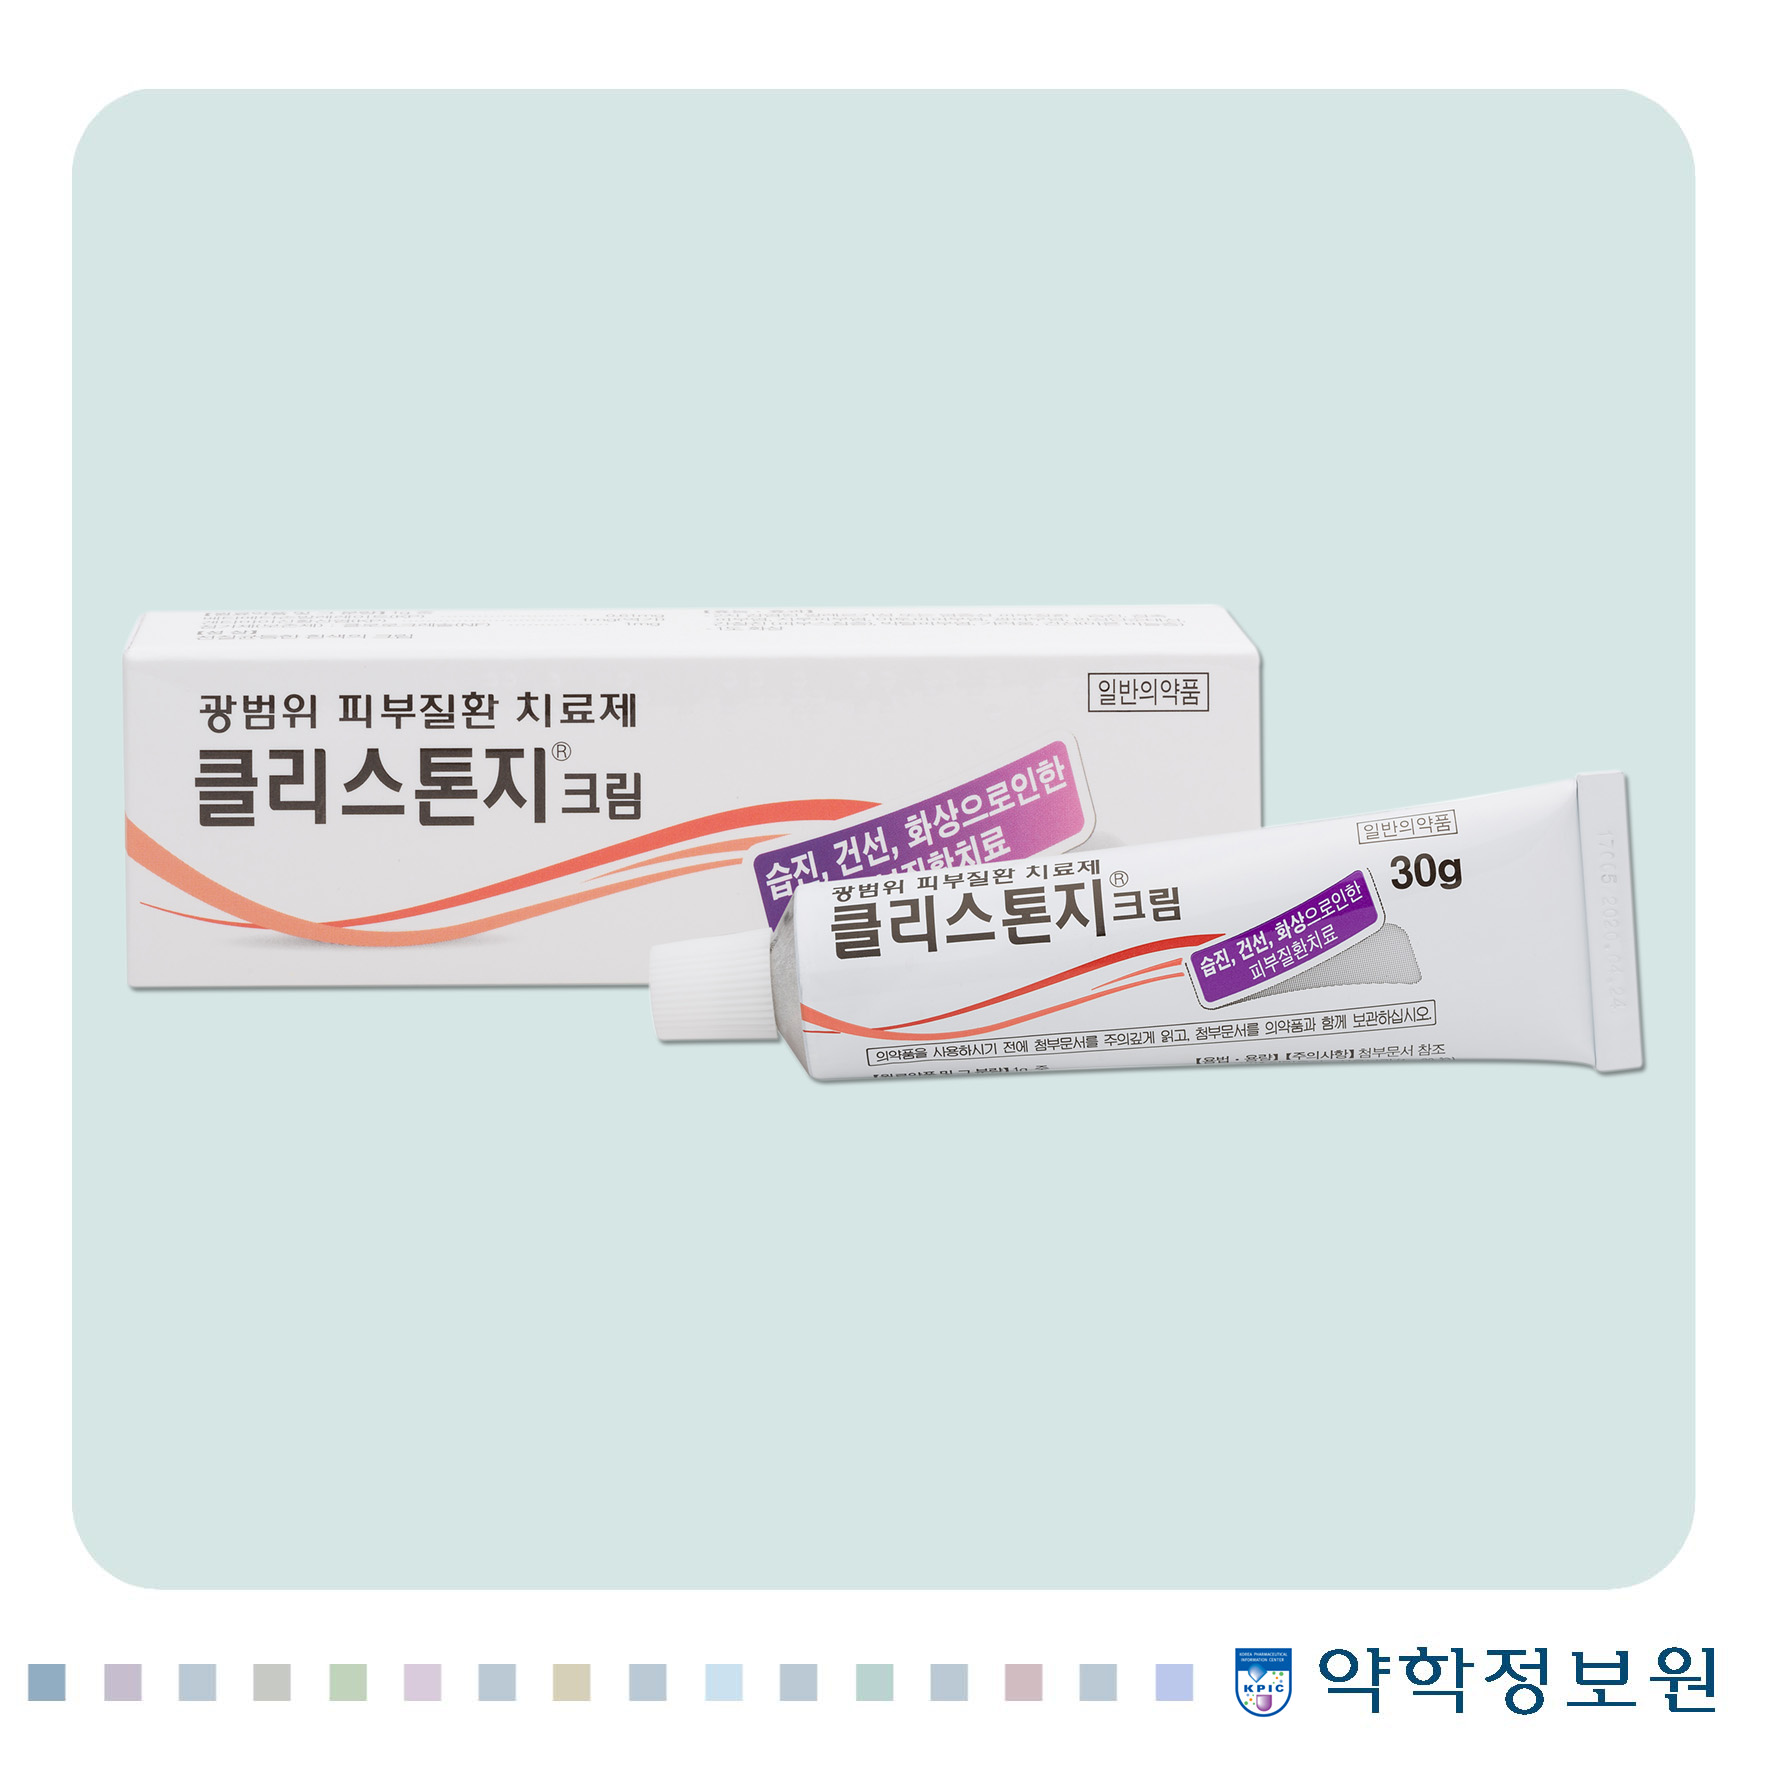 일반의약품
광범위 피부질환 치료제
클리스톤지® 크림
습진, 건선, 화상으로인한
일반의약품
30g
광범위 피부질환 치료제
클리스톤지® 크림
습진, 건선, 화상으로인한
피부질환치료
의약품을 사용하시기 전에 첨부문서를 주의깊게 읽고, 첨부문서를 의약품과 함께 보관하십시오.
【용법·용량】【주의사항】첨부문서 참조
KOREA PHARMACEUTICAL
INFORMATION CENTER
KPIC
약학정보원